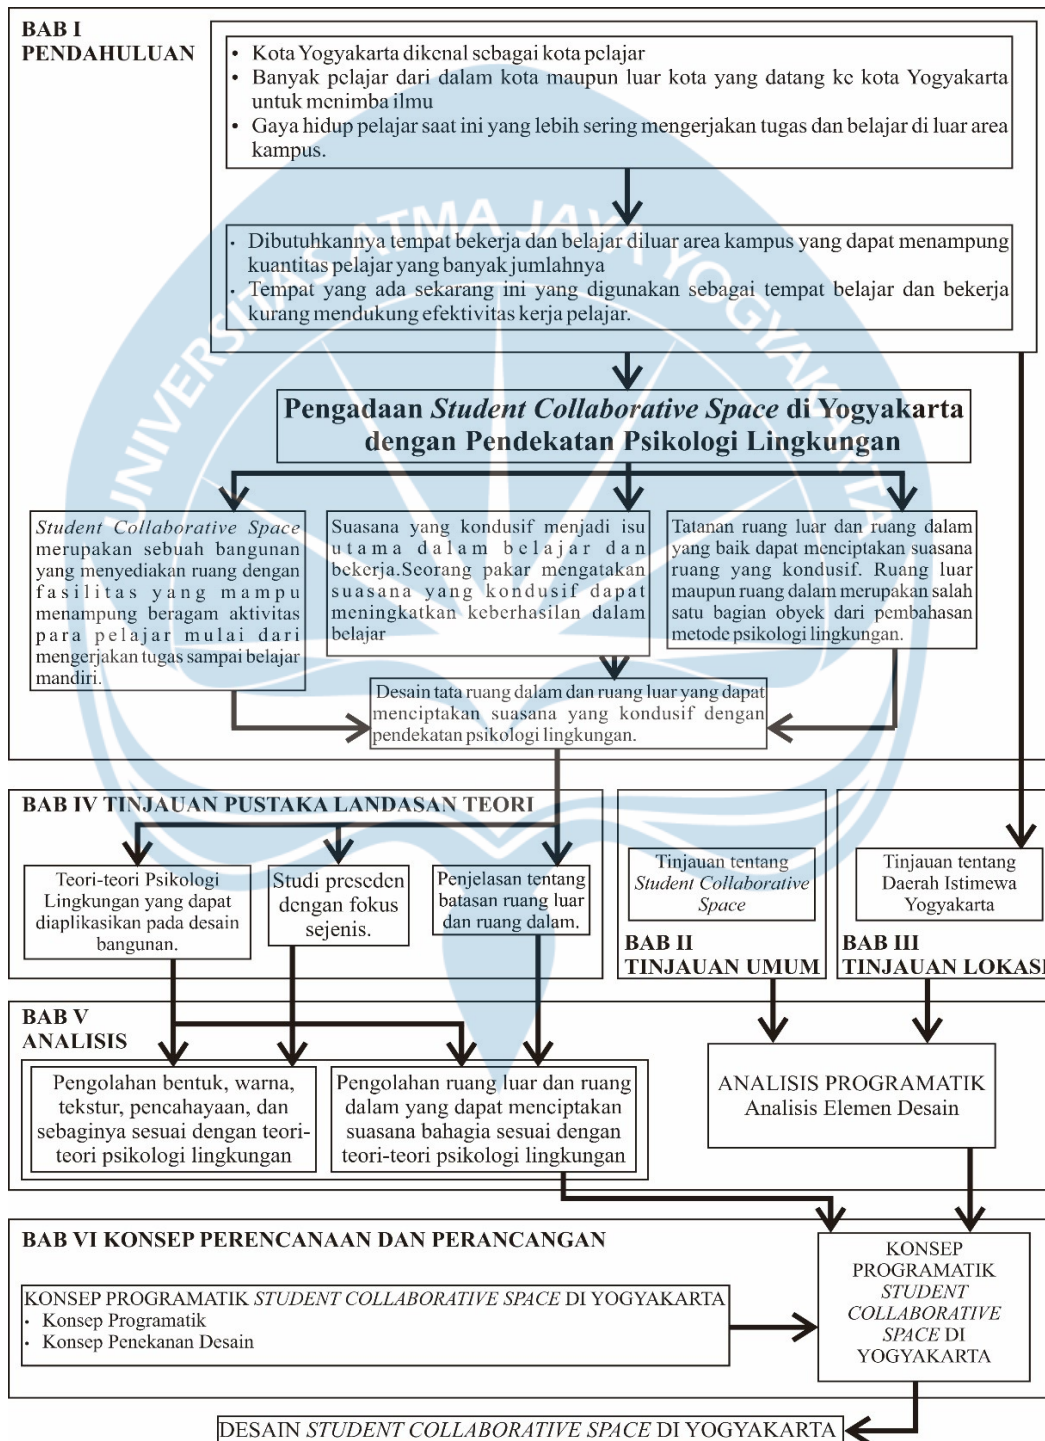 BAB I
PENDAHULUAN
• Kota Yogyakarta dikenal sebagai kota pelajar
• Banyak pelajar dari dalam kota maupun luar kota yang datang ke kota Yogyakarta
untuk menimba ilmu
• Gaya hidup pelajar saat ini yang lebih sering mengerjakan tugas dan belajar di luar area
kampus.
• Dibutuhkannya tempat bekerja dan belajar diluar area kampus yang dapat menampung
kuantitas pelajar yang banyak jumlahnya
• Tempat yang ada sekarang ini yang digunakan sebagai tempat belajar dan bekerja
kurang mendukung efektivitas kerja pelajar.
UNIVERSITAS ATMA JAYA YOGYAKARTA
Pengadaan Student Collaborative Space di Yogyakarta
dengan Pendekatan Psikologi Lingkungan
Student Collaborative Space
merupakan sebuah bangunan
yang menyediakan ruang dengan
fasilitas yang mampu
menampung beragam aktivitas
para pelajar mulai dari
mengerjakan tugas sampai belajar
mandiri.
Suasana yang kondusif menjadi isu
utama dalam belajar dan
bekerja.Seorang pakar mengatakan
suasana yang kondusif dapat
meningkatkan keberhasilan dalam
belajar
Tatanan ruang luar dan ruang dalam
yang baik dapat menciptakan suasana
ruang yang kondusif. Ruang luar
maupun ruang dalam merupakan salah
satu bagian obyek dari pembahasan
metode psikologi lingkungan.
Desain tata ruang dalam dan ruang luar yang dapat
menciptakan suasana yang kondusif dengan
pendekatan psikologi lingkungan.
BAB IV TINJAUAN PUSTAKA LANDASAN TEORI
Teori-teori Psikologi
Lingkungan yang dapat
diaplikasikan pada desain
bangunan.
Studi preseden
dengan fokus
sejenis.
Penjelasan tentang
batasan ruang luar
dan ruang dalam.
Tinjauan tentang
Student Collaborative
Space
BAB II
TINJAUAN UMUM
Tinjauan tentang
Daerah Istimewa
Yogyakarta
BAB III
TINJAUAN LOKASI
BAB V
ANALISIS
Pengolahan bentuk, warna,
tekstur, pencahayaan, dan
sebaginya sesuai dengan teori-
teori psikologi lingkungan
Pengolahan ruang luar dan ruang
dalam yang dapat menciptakan
suasana bahagia sesuai dengan
teori-teori psikologi lingkungan
ANALISIS PROGRAMATIK
Analisis Elemen Desain
BAB VI KONSEP PERENCANAAN DAN PERANCANGAN
KONSEP PROGRAMATIK STUDENT COLLABORATIVE SPACE DI YOGYAKARTA
• Konsep Programatik
• Konsep Penekanan Desain
KONSEP
PROGRAMATIK
STUDENT
COLLABORATIVE
SPACE DI
YOGYAKARTA
DESAIN STUDENT COLLABORATIVE SPACE DI YOGYAKARTA